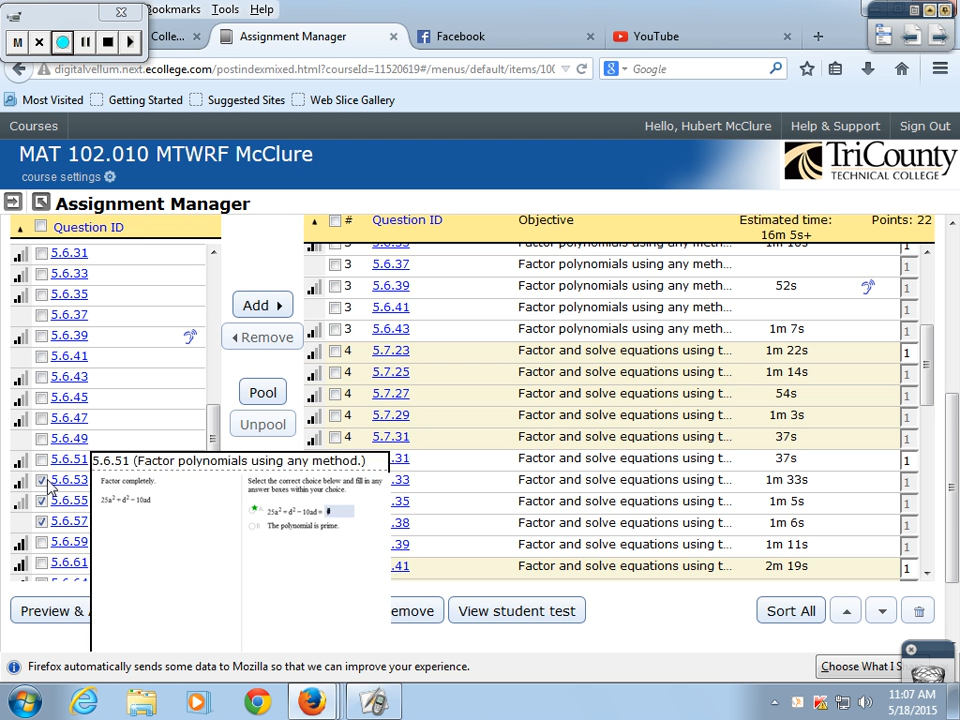 Bookmarks Tools Help
M
Colle...
Assignment Manager
Facebook
YouTube
digitalvellum.next.ecollege.com/postindexmixed.html?courseId=11520619#/menus/default/items/100
Google
Most Visited Getting Started Suggested Sites Web Slice Gallery
Courses
Hello, Hubert McClure Help & Support Sign Out
MAT 102.010 MTWRF McClure
course settings
TriCounty
TECHNICAL COLLEGE
Assignment Manager
Question ID
5.6.31
5.6.33
5.6.35
5.6.37
5.6.39
5.6.41
5.6.43
5.6.45
5.6.47
5.6.49
5.6.51
5.6.53
5.6.55
5.6.57
5.6.59
5.6.61
Add
Remove
Pool
Unpool
# Question ID Objective Estimated time: 16m 5s+ Points: 22
3 5.6.37 Factor polynomials using any meth... 1
3 5.6.39 Factor polynomials using any meth... 52s 1
3 5.6.41 Factor polynomials using any meth... 1
3 5.6.43 Factor polynomials using any meth... 1m 7s 1
4 5.7.23 Factor and solve equations using t... 1m 22s 1
4 5.7.25 Factor and solve equations using t... 1m 14s 1
4 5.7.27 Factor and solve equations using t... 54s 1
4 5.7.29 Factor and solve equations using t... 1m 3s 1
4 5.7.31 Factor and solve equations using t... 37s 1
.31 Factor and solve equations using t... 37s 1
.33 Factor and solve equations using t... 1m 33s 1
.35 Factor and solve equations using t... 1m 5s 1
.38 Factor and solve equations using t... 1m 6s 1
.39 Factor and solve equations using t... 1m 11s 1
.41 Factor and solve equations using t... 2m 19s 1
5.6.51 (Factor polynomials using any method.)
Factor completely.
25a² + d² − 10ad
Select the correct choice below and fill in any
answer boxes within your choice.
A. 25a² + d² − 10ad =
B. The polynomial is prime.
Preview &
emove
View student test
Sort All
Firefox automatically sends some data to Mozilla so that we can improve your experience.
Choose What I S
11:07 AM
5/18/2015